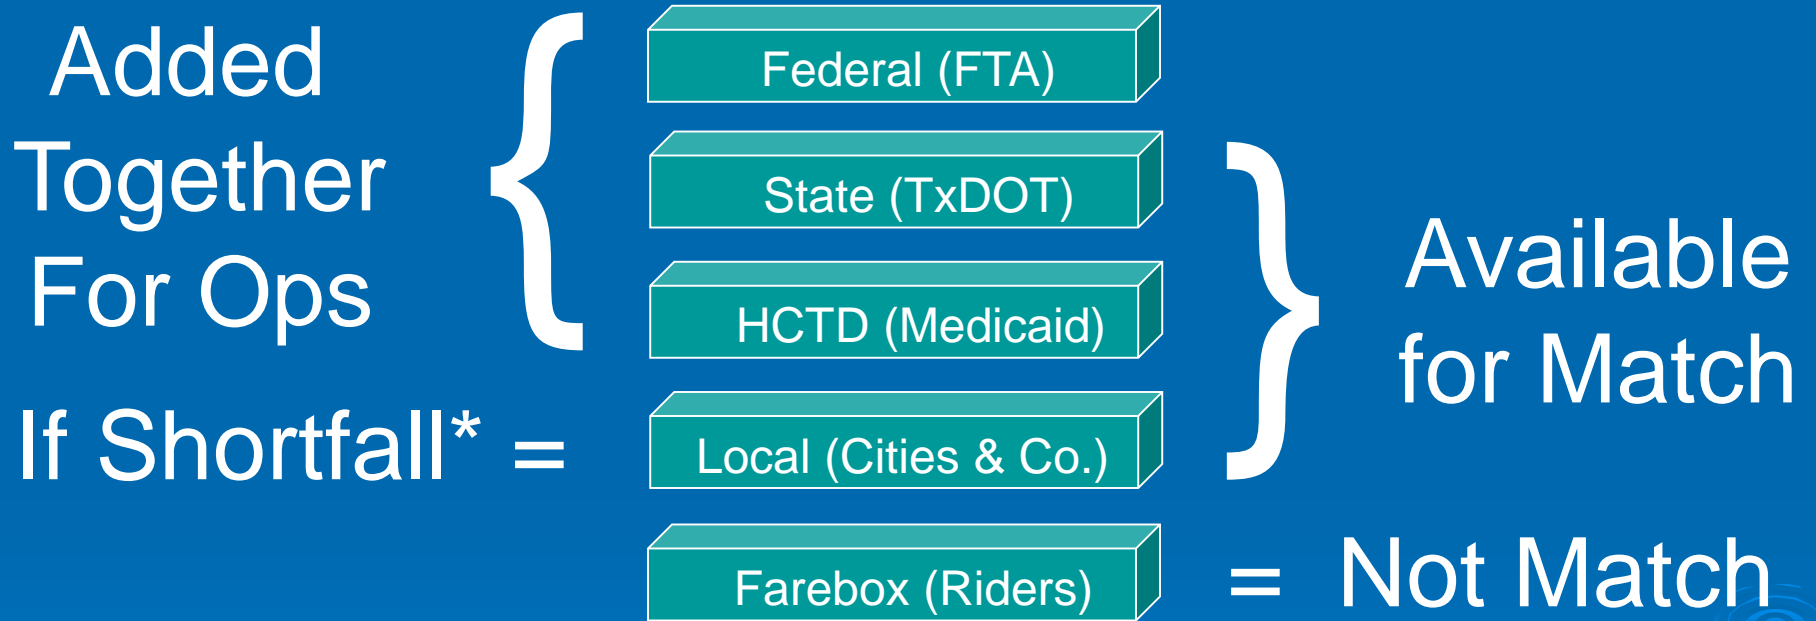 Added
Together
For Ops
If Shortfall* =
Federal (FTA)
State (TxDOT)
HCTD (Medicaid)
Local (Cities & Co.)
Farebox (Riders)
Available
for Match
= Not Match